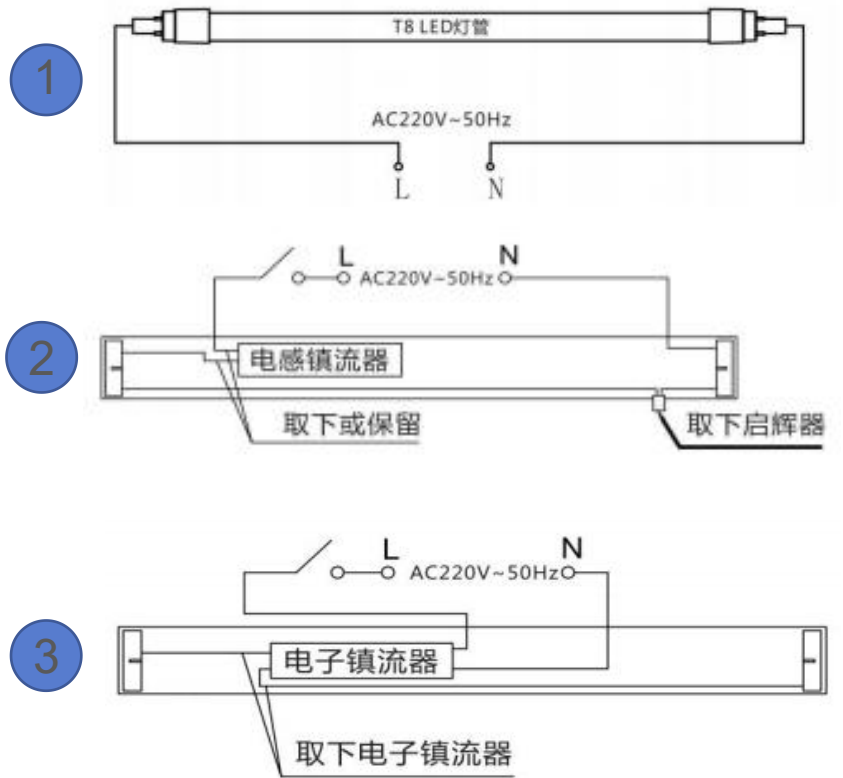 1
T8 LED灯管
AC220V~50Hz
L
N
2
L
AC220V~50Hz
N
电感镇流器
取下或保留
取下启辉器
3
L
AC220V~50Hz
N
电子镇流器
取下电子镇流器